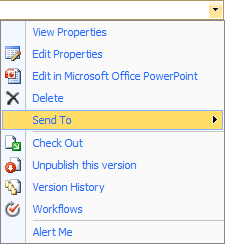 View Properties
Edit Properties
Edit in Microsoft Office PowerPoint
Delete
Send To
Check Out
Unpublish this version
Version History
Workflows
Alert Me